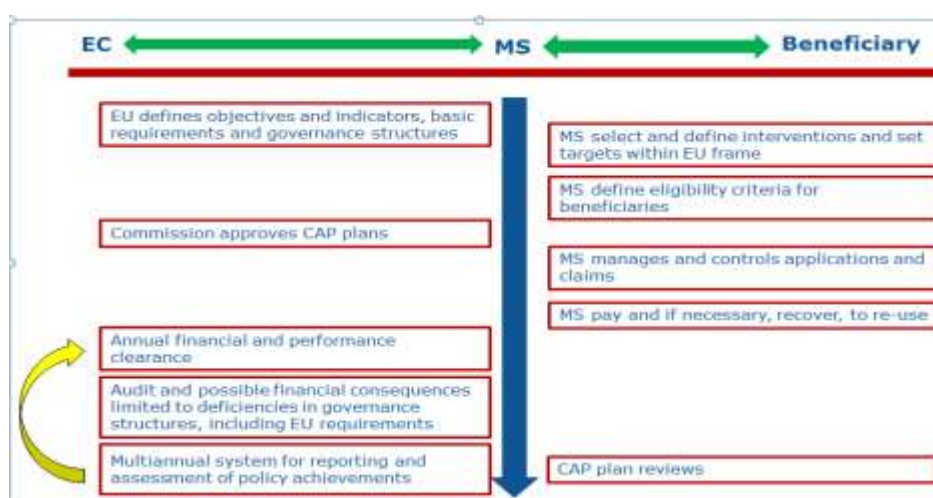 EC
MS
Beneficiary
EU defines objectives and indicators, basic
requirements and governance structures
MS select and define interventions and set
targets within EU frame
MS define eligibility criteria for
beneficiaries
Commission approves CAP plans
MS manages and controls applications and
claims
MS pay and if necessary, recover, to re-use
Annual financial and performance
clearance
Audit and possible financial consequences
limited to deficiencies in governance
structures, including EU requirements
Multiannual system for reporting and
assessment of policy achievements
CAP plan reviews